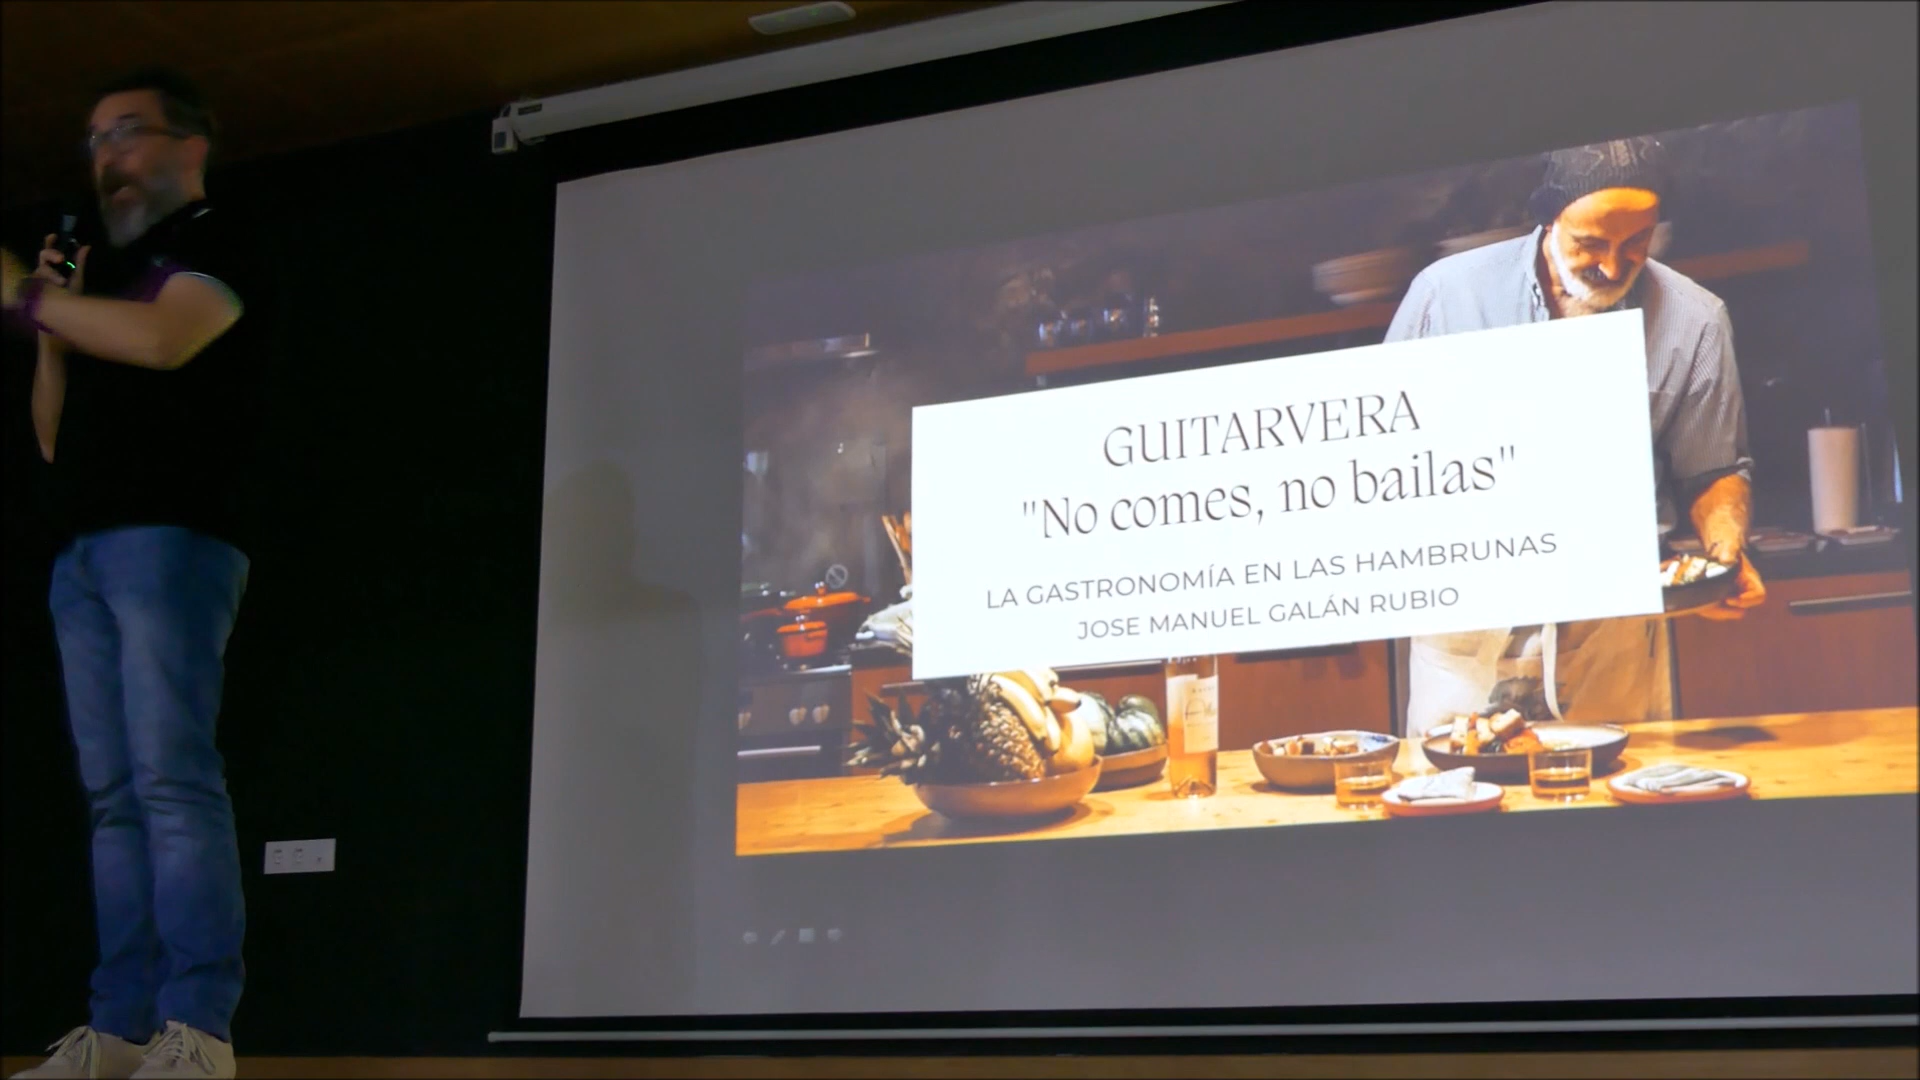 GUITARVERA
"No comes, no bailas"
LA GASTRONOMÍA EN LAS HAMBRUNAS
JOSE MANUEL GALÁN RUBIO